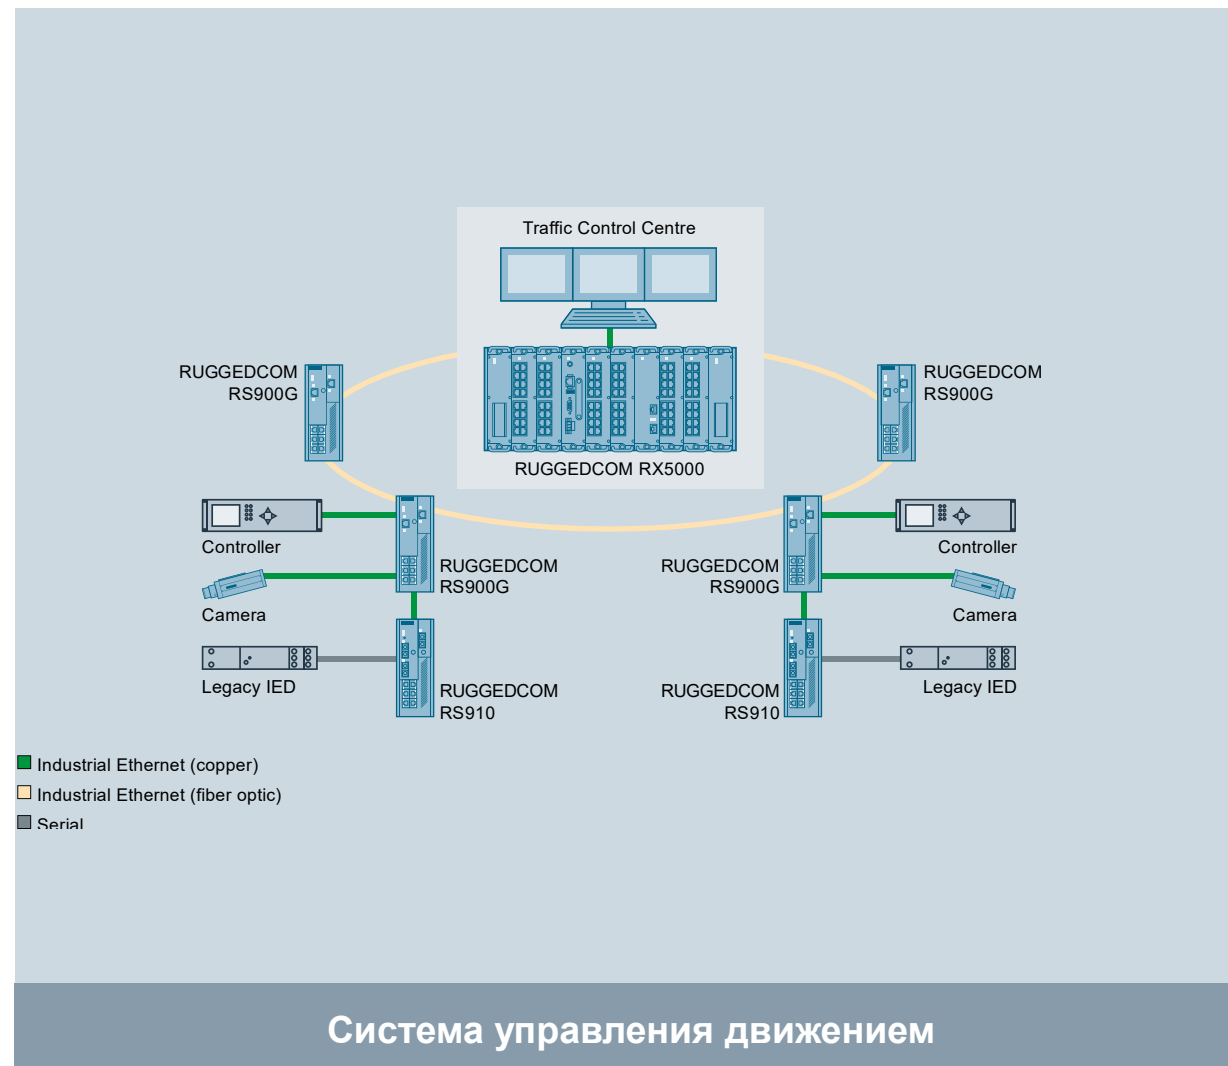 Traffic Control Centre
RUGGEDCOM
RS900G
RUGGEDCOM
RS900G
RUGGEDCOM RX5000
Controller
Controller
RUGGEDCOM
RS900G
RUGGEDCOM
RS900G
Camera
Camera
Legacy IED
Legacy IED
RUGGEDCOM
RS910
RUGGEDCOM
RS910
Industrial Ethernet (copper)
Industrial Ethernet (fiber optic)
Serial
Система управления движением